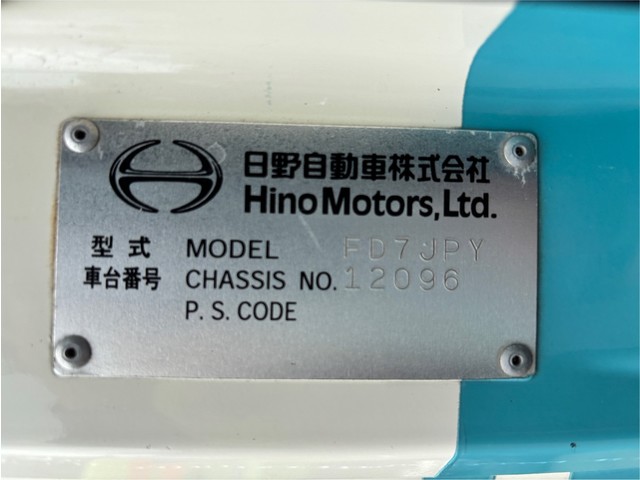 日野自動車株式会社
Hino Motors, Ltd.
型式 MODEL FD7JPY
車台番号 CHASSIS NO. 12096
P. S. CODE